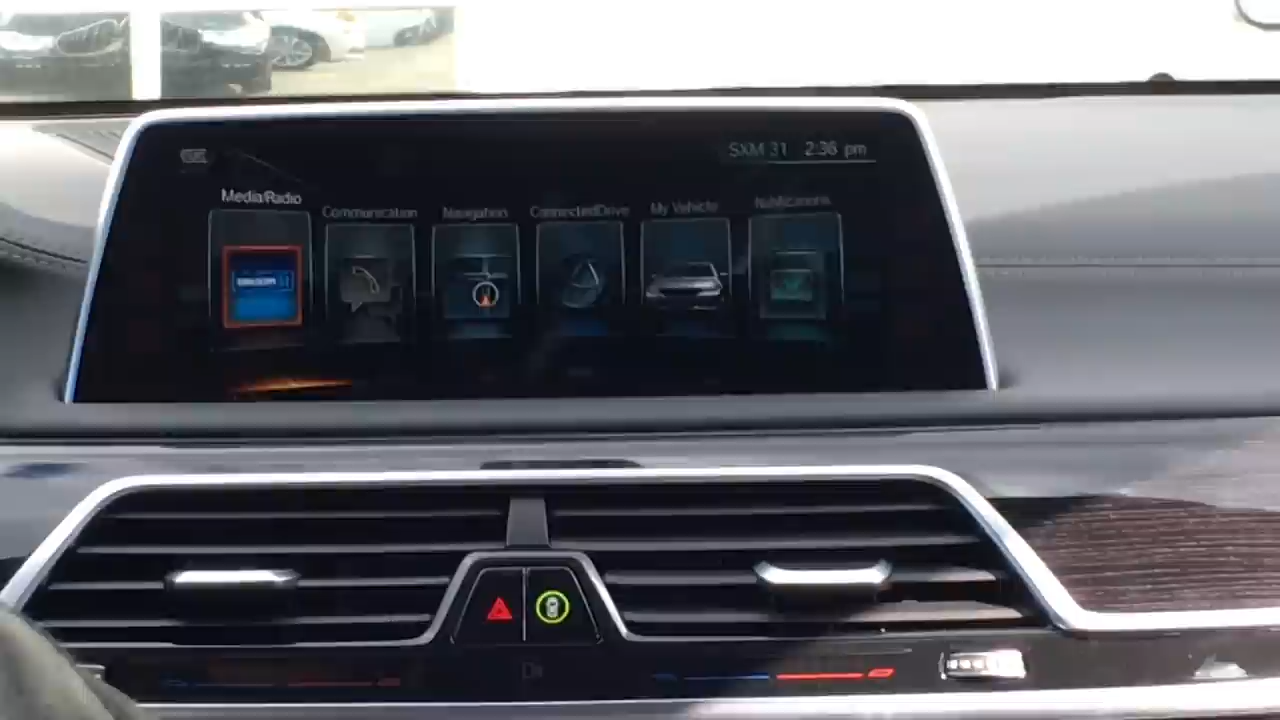 SXM 31 2:36 pm
Media/Radio
Communication
Navigation
ConnectedDrive
My Vehicle
Notifications